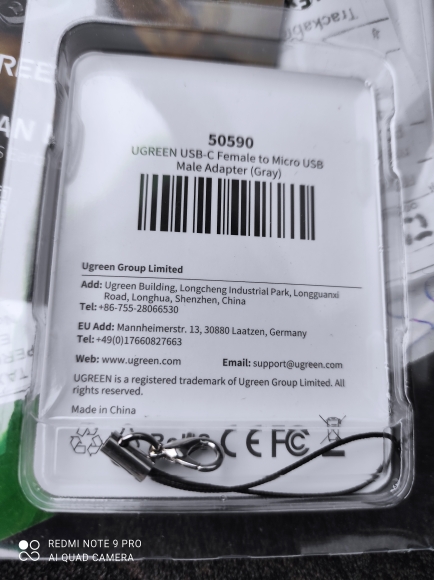 50590
UGREEN USB-C Female to Micro USB
Male Adapter (Gray)
Ugreen Group Limited
Add: Ugreen Building, Longcheng Industrial Park, Longguanxi
Road, Longhua, Shenzhen, China
Tel:+86-755-28066530
EU Add: Mannheimerstr. 13, 30880 Laatzen, Germany
Tel:+49(0)17660827663
Web: www.ugreen.com Email: support@ugreen.com
UGREEN is a registered trademark of Ugreen Group Limited. All
rights reserved.
Made in China
CE FC
REDMI NOTE 9 PRO
AI QUAD CAMERA